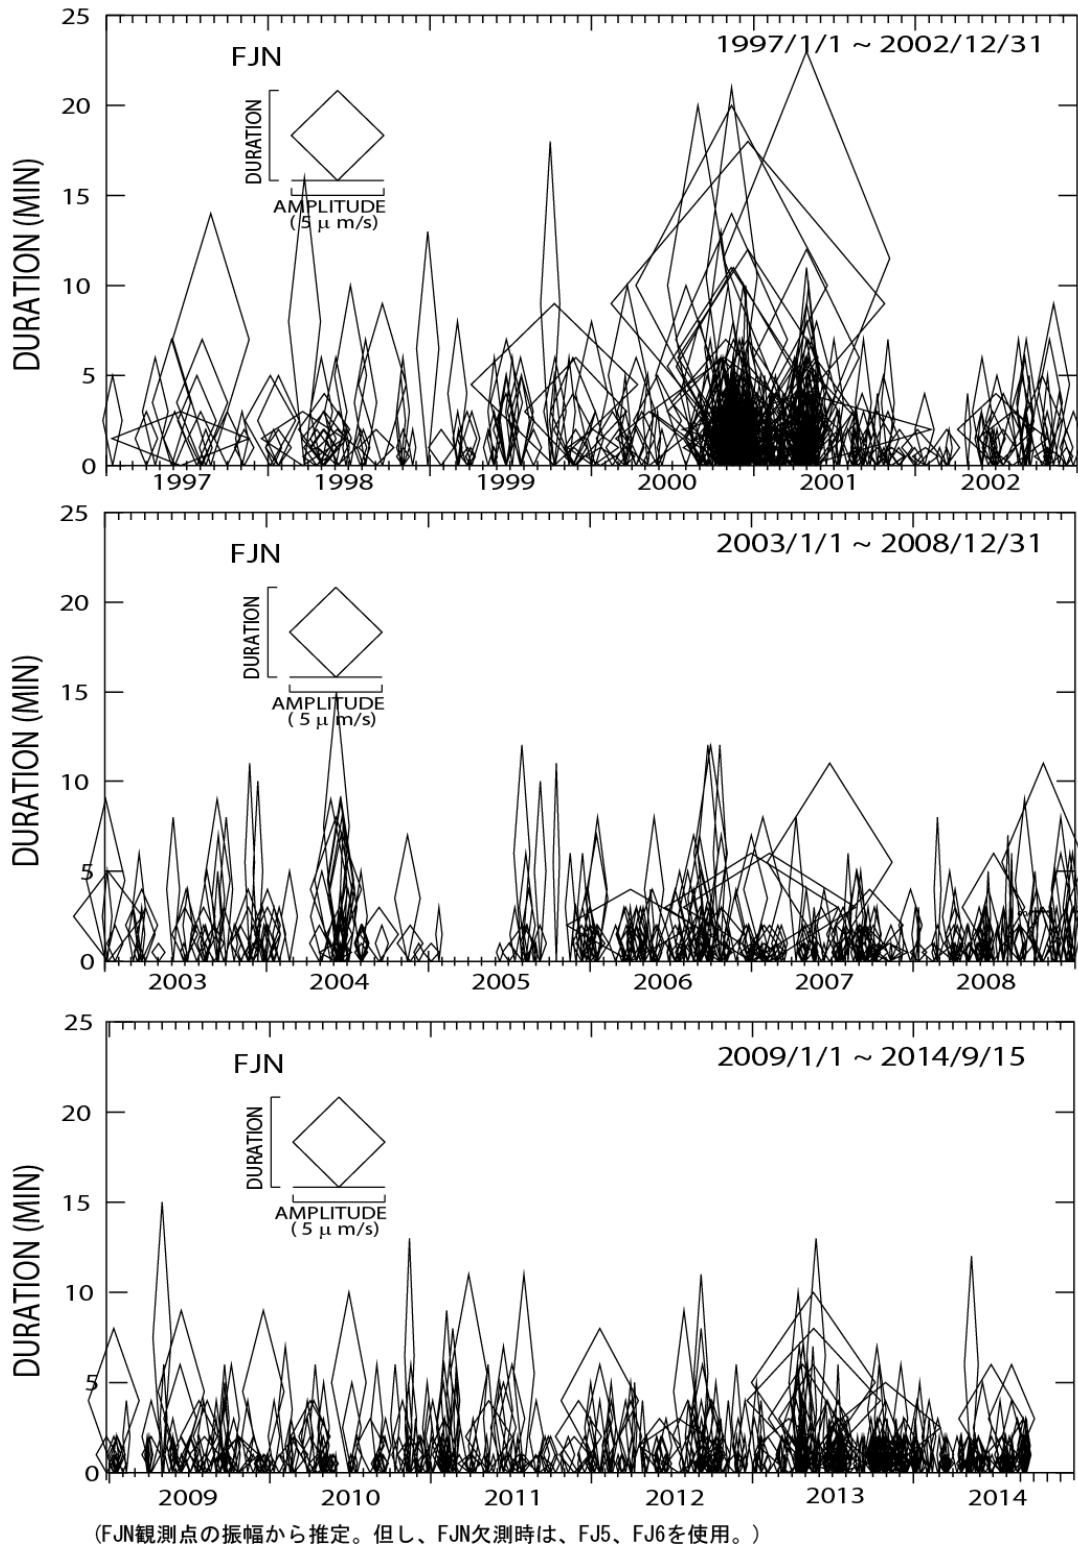 25
FJN
1997/1/1 ~ 2002/12/31
20
DURATION
15
AMPLITUDE
( 5 μ m/s)
DURATION (MIN)
10
5
0
1997 1998 1999 2000 2001 2002
25
FJN
2003/1/1 ~ 2008/12/31
20
DURATION
15
AMPLITUDE
( 5 μ m/s)
DURATION (MIN)
10
5
0
2003 2004 2005 2006 2007 2008
25
FJN
2009/1/1 ~ 2014/9/15
20
DURATION
15
AMPLITUDE
( 5 μ m/s)
DURATION (MIN)
10
5
0
2009 2010 2011 2012 2013 2014
(FJN観測点の振幅から推定。但し、FJN欠測時は、FJ5、FJ6を使用。)